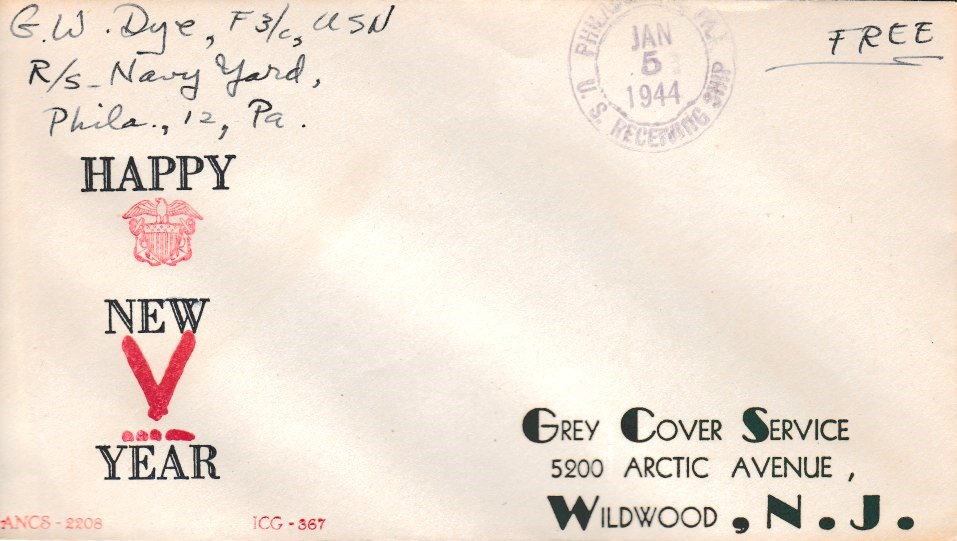 G.W. Dye, F3/c, USN
R/s- Navy Yard,
Phila., 12, Pa.
JAN
5
1944
U. S. RECEIVING SHIP
FREE
HAPPY
NEW
V
YEAR
ANCS - 2208
ICG - 367
GREY COVER SERVICE
5200 ARCTIC AVENUE ,
WILDWOOD , N. J.